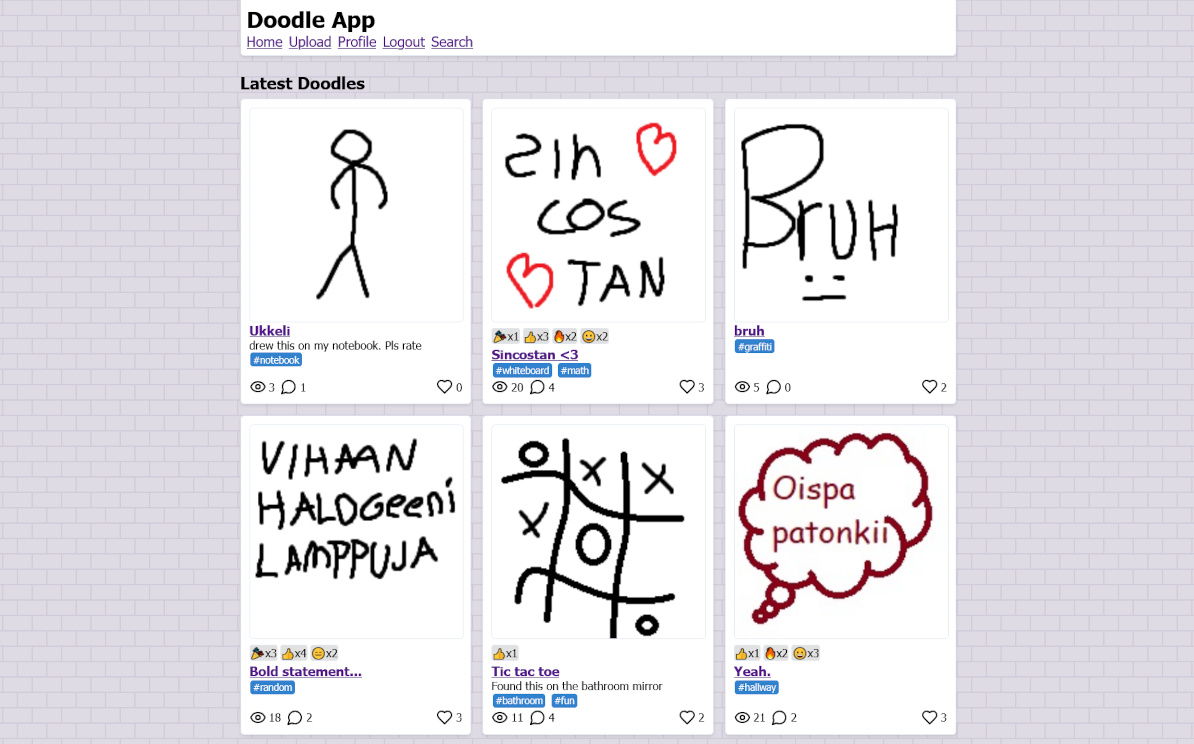 Doodle App
Home Upload Profile Logout Search
Latest Doodles
Sin
cos
TAN
BrUH
Ukkeli
drew this on my notebook. Pls rate
#notebook
3 1 0
x1 x3 x2 x2
Sincostan <3
#whiteboard #math
20 4 3
bruh
#graffiti
5 0 2
VIHAAN
HALOGeeni
LAMPPUJA
O X X
X O
O
Oispa
patonkii
x3 x4 x2
Bold statement...
#random
18 2 3
x1
Tic tac toe
Found this on the bathroom mirror
#bathroom #fun
11 4 2
x1 x2 x3
Yeah.
#hallway
21 2 3